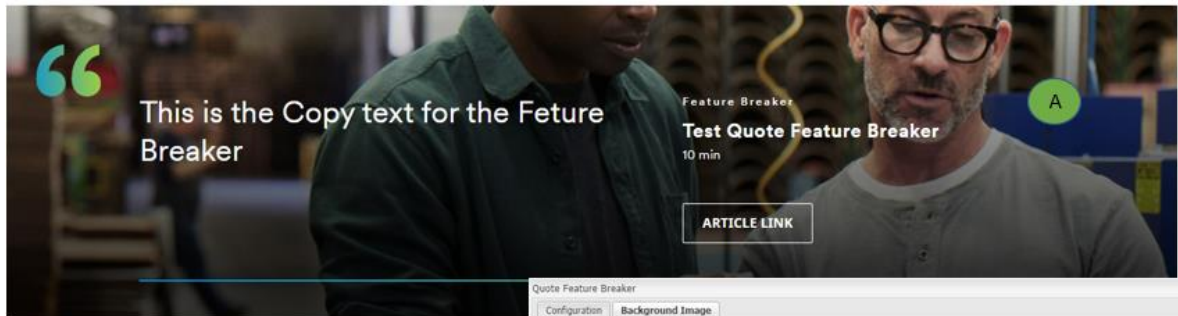 “
This is the Copy text for the Feture
Breaker
Feature Breaker
Test Quote Feature Breaker
10 min
ARTICLE LINK
A
Quote Feature Breaker
Configuration Background Image